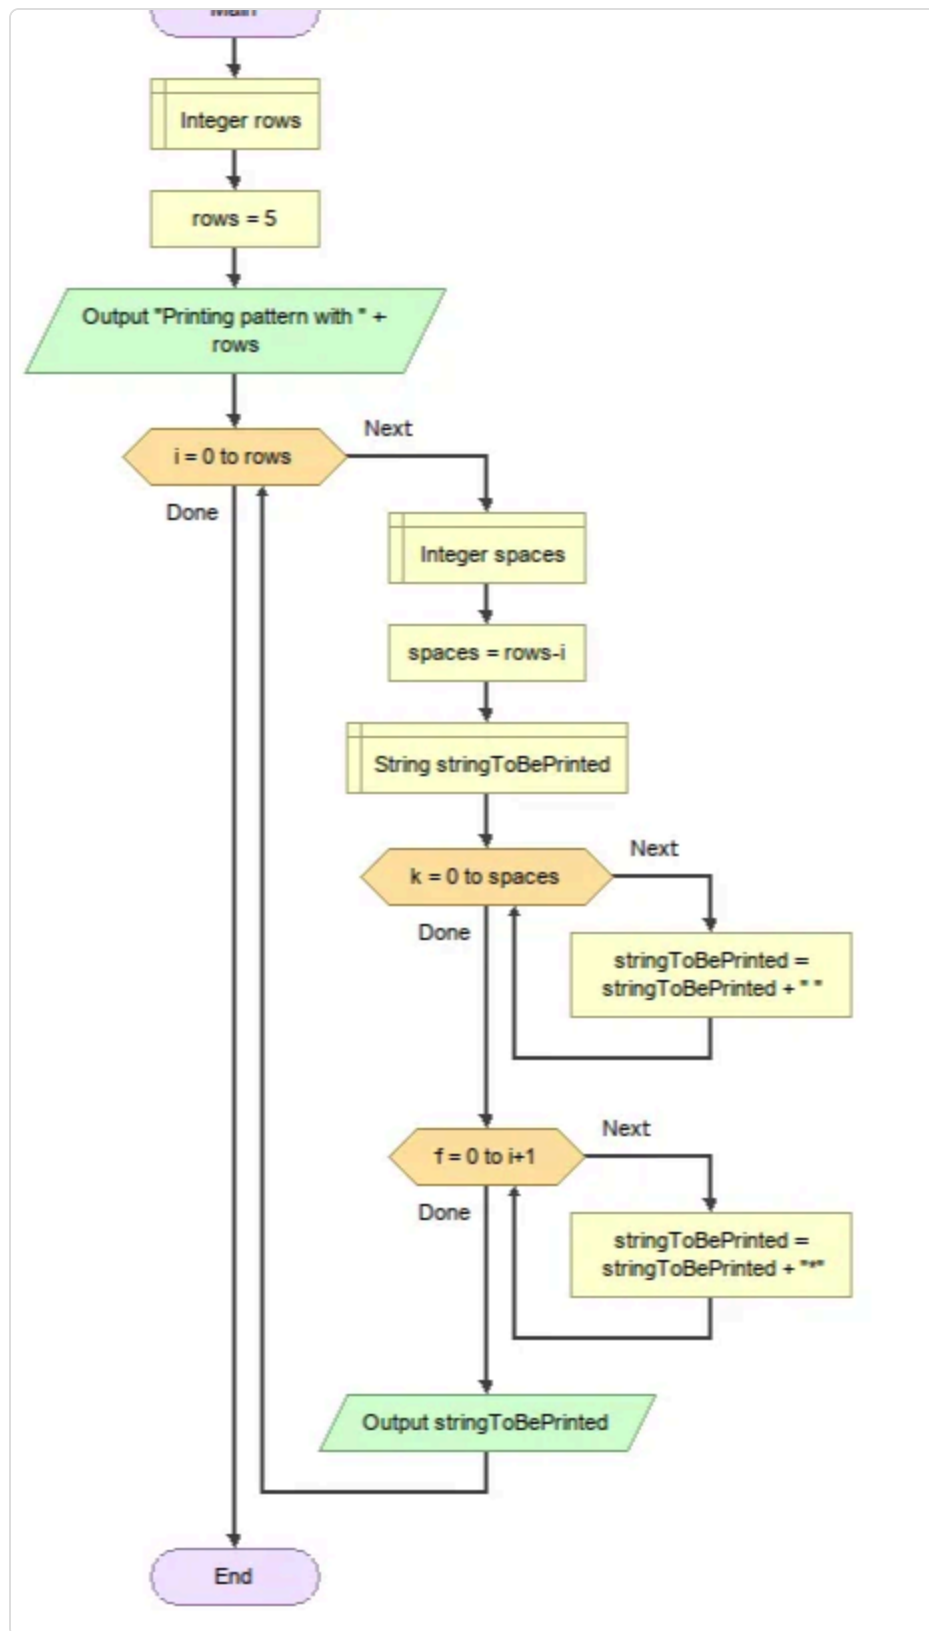 Main
Integer rows
rows = 5
Output "Printing pattern with " +
rows
i = 0 to rows
Next
Done
Integer spaces
spaces = rows-i
String stringToBePrinted
k = 0 to spaces
Next
Done
stringToBePrinted =
stringToBePrinted + " "
f = 0 to i+1
Next
Done
stringToBePrinted =
stringToBePrinted + "*"
Output stringToBePrinted
End